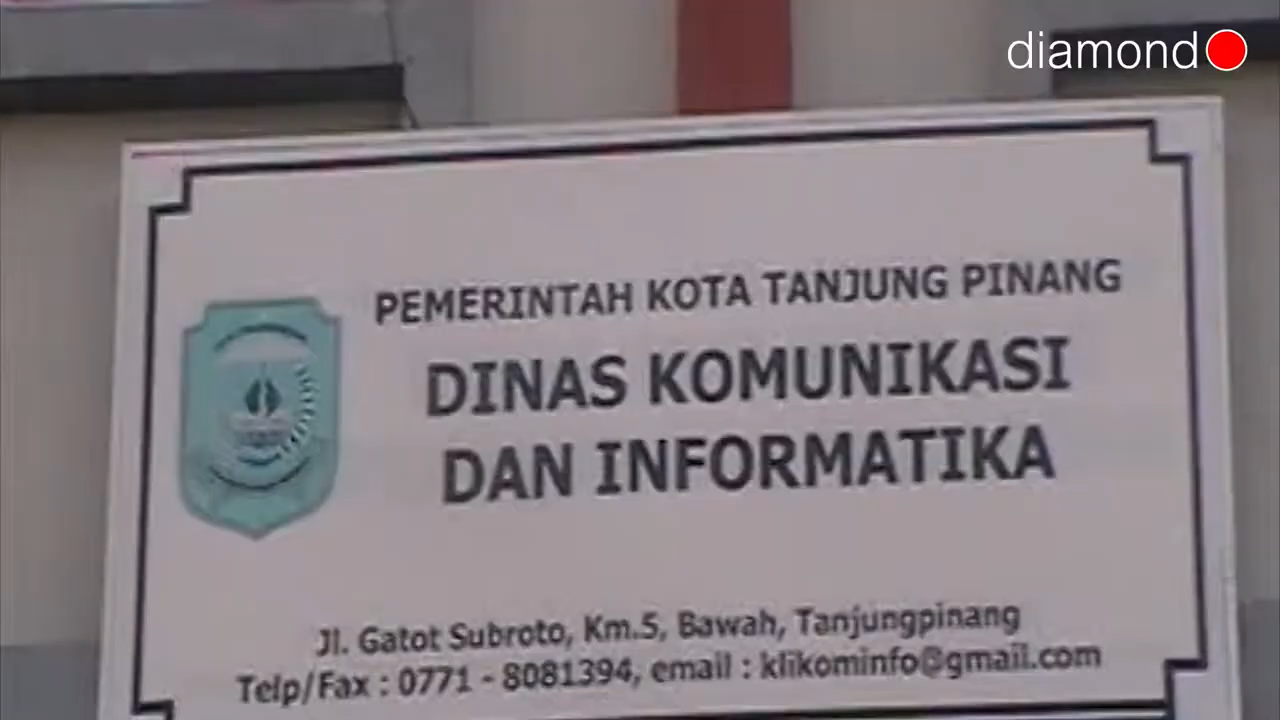 diamond
PEMERINTAH KOTA TANJUNG PINANG
DINAS KOMUNIKASI
DAN INFORMATIKA
Jl. Gatot Subroto, Km.5, Bawah, Tanjungpinang
Telp/Fax : 0771 - 8081394, email : klikominfo@gmail.com